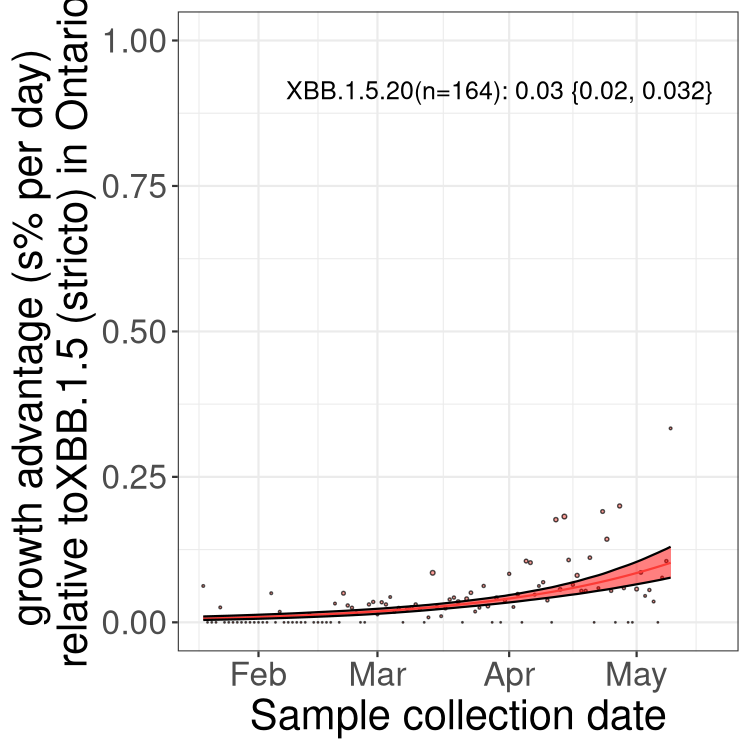 growth advantage (s% per day)
relative toXBB.1.5 (stricto) in Ontario
1.00
0.75
0.50
0.25
0.00
XBB.1.5.20(n=164): 0.03 {0.02, 0.032}
Feb Mar Apr May
Sample collection date